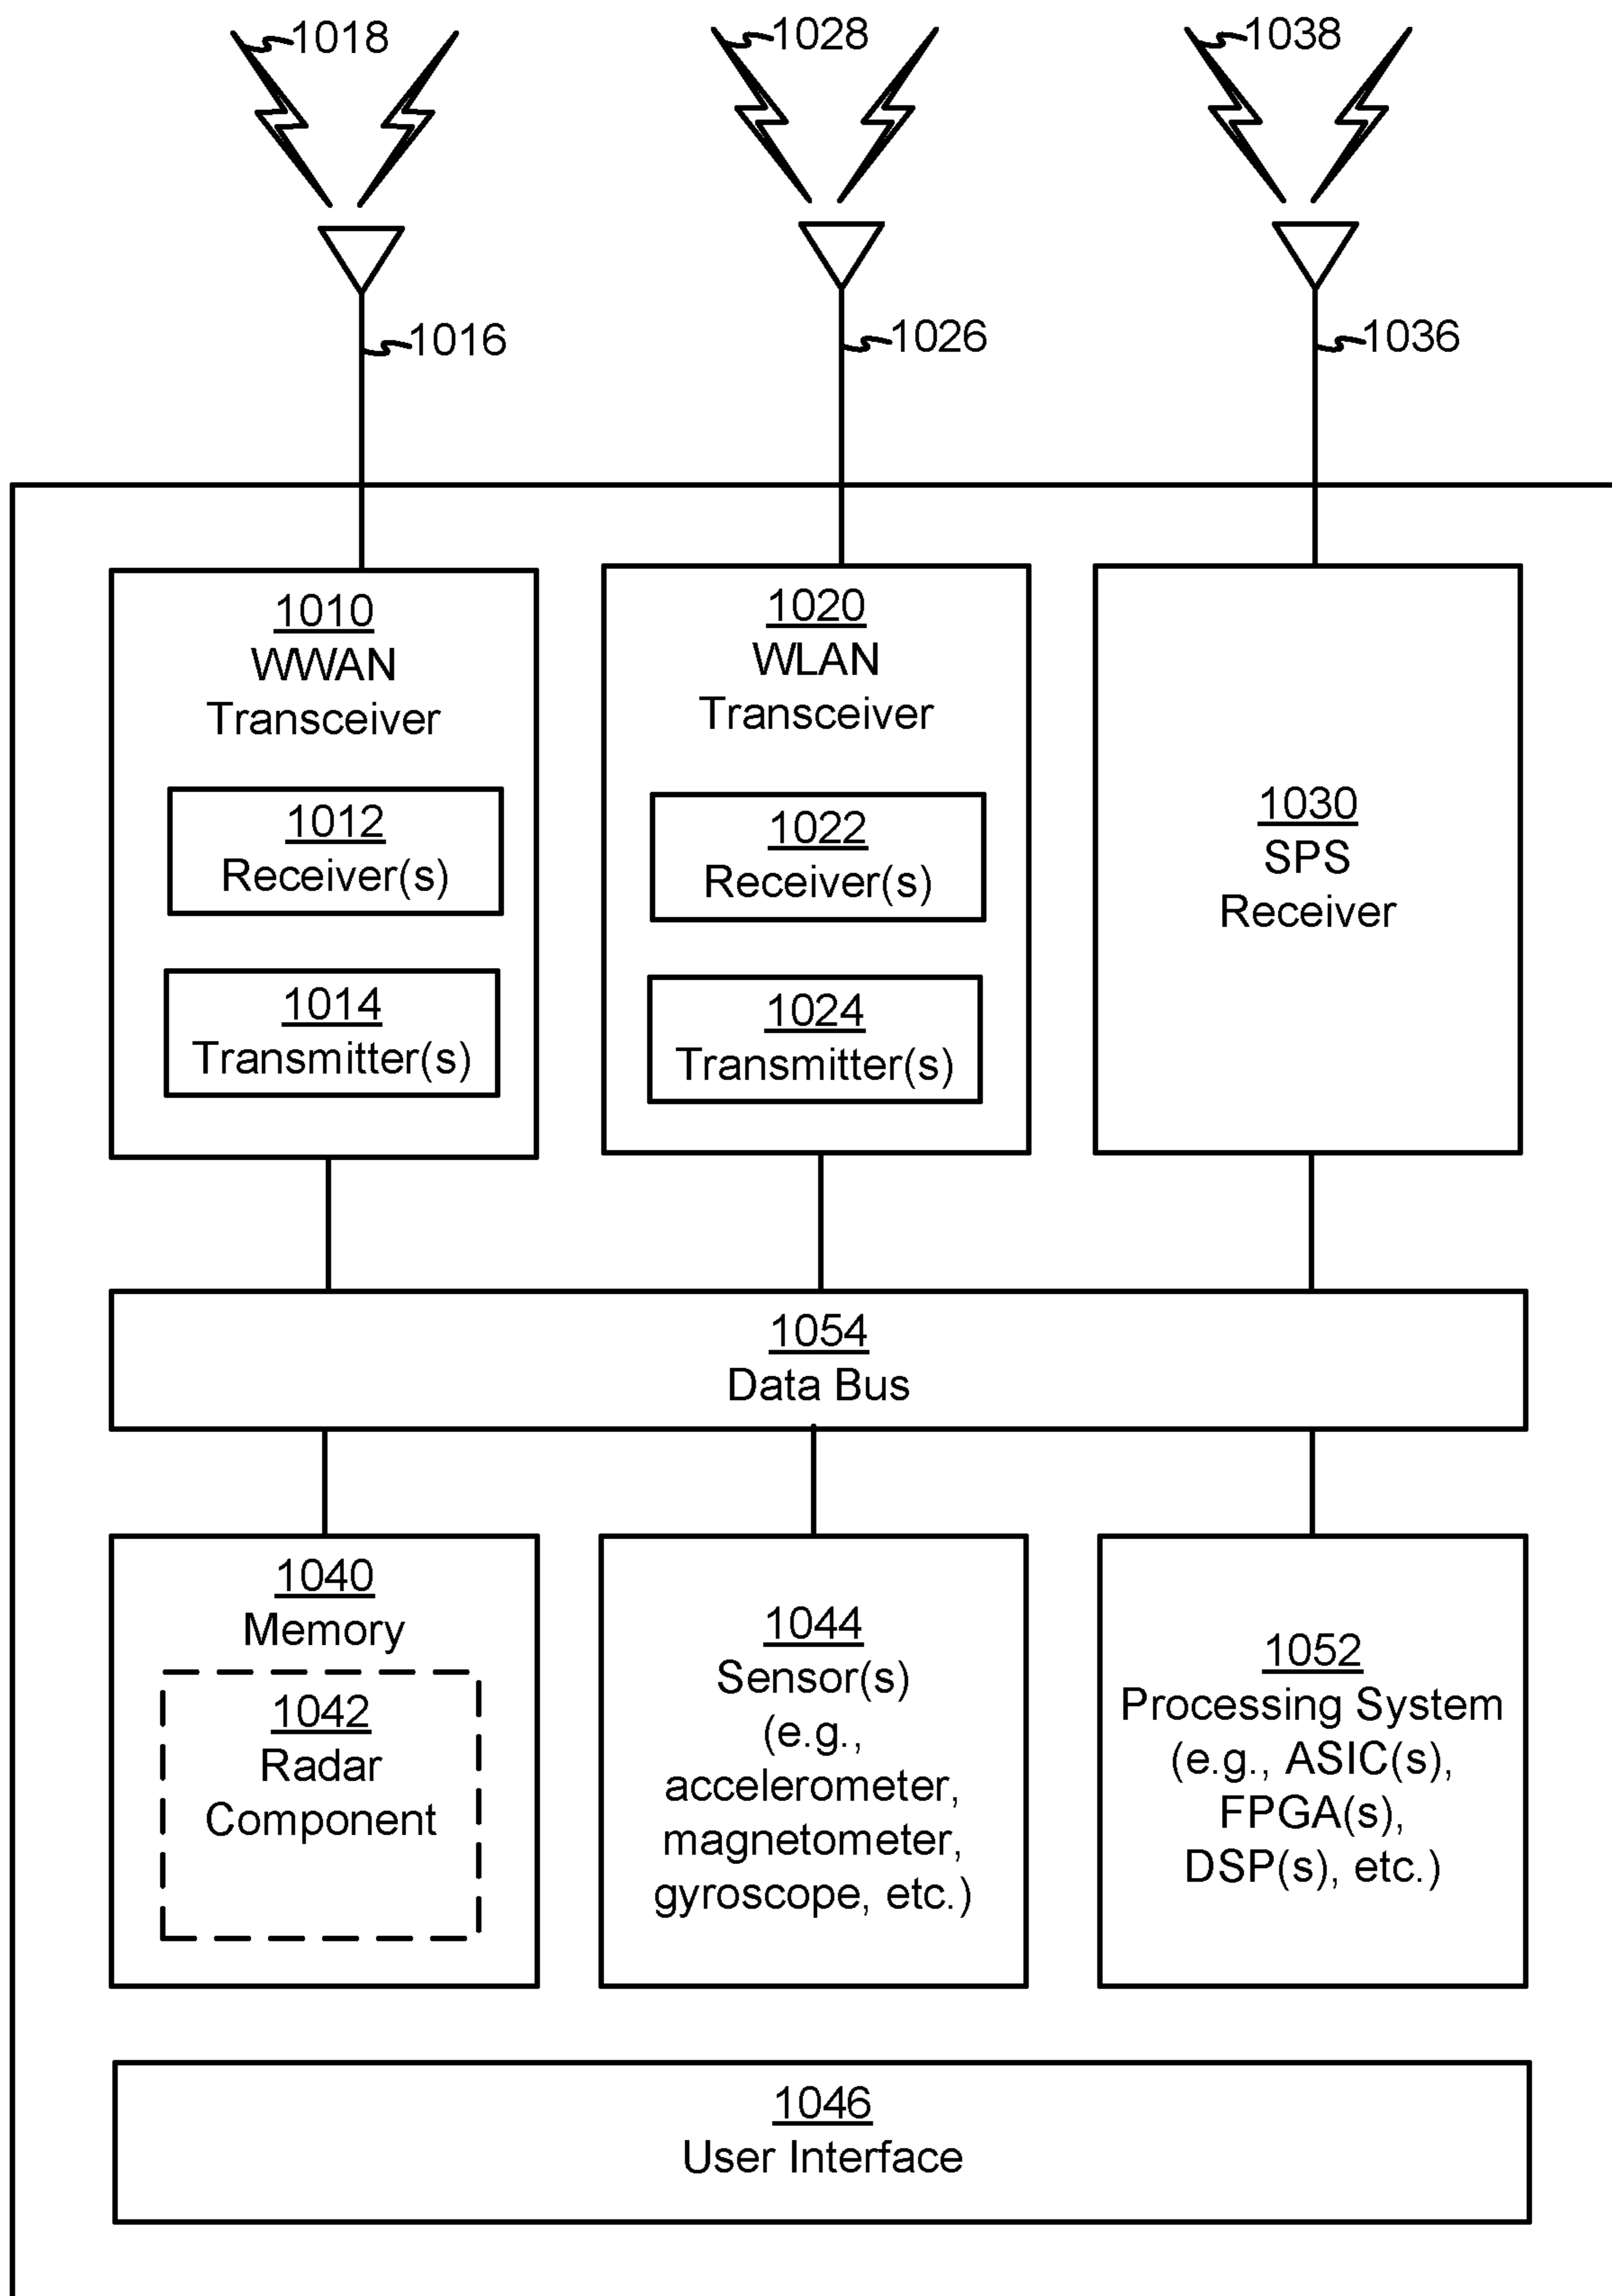 1018
1028
1038
1016
1026
1036
1010
WWAN
Transceiver
1012
Receiver(s)
1014
Transmitter(s)
1020
WLAN
Transceiver
1022
Receiver(s)
1024
Transmitter(s)
1030
SPS
Receiver
1054
Data Bus
1040
Memory
1042
Radar
Component
1044
Sensor(s)
(e.g.,
accelerometer,
magnetometer,
gyroscope, etc.)
1052
Processing System
(e.g., ASIC(s),
FPGA(s),
DSP(s), etc.)
1046
User Interface